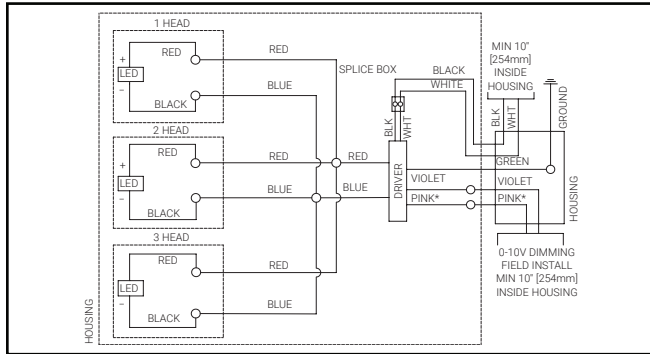 1 HEAD
RED
+
LED
−
BLACK
RED
BLUE
2 HEAD
RED
+
LED
−
BLACK
RED
RED
BLUE
BLUE
3 HEAD
RED
+
LED
−
BLACK
RED
BLUE
HOUSING
SPLICE BOX
BLACK
WHITE
BLK
WHT
DRIVER
GREEN
VIOLET
PINK*
MIN 10"
[254mm]
INSIDE
HOUSING
BLK
WHT
GROUND
VIOLET
PINK*
HOUSING
0-10V DIMMING
FIELD INSTALL
MIN 10" [254mm]
INSIDE HOUSING